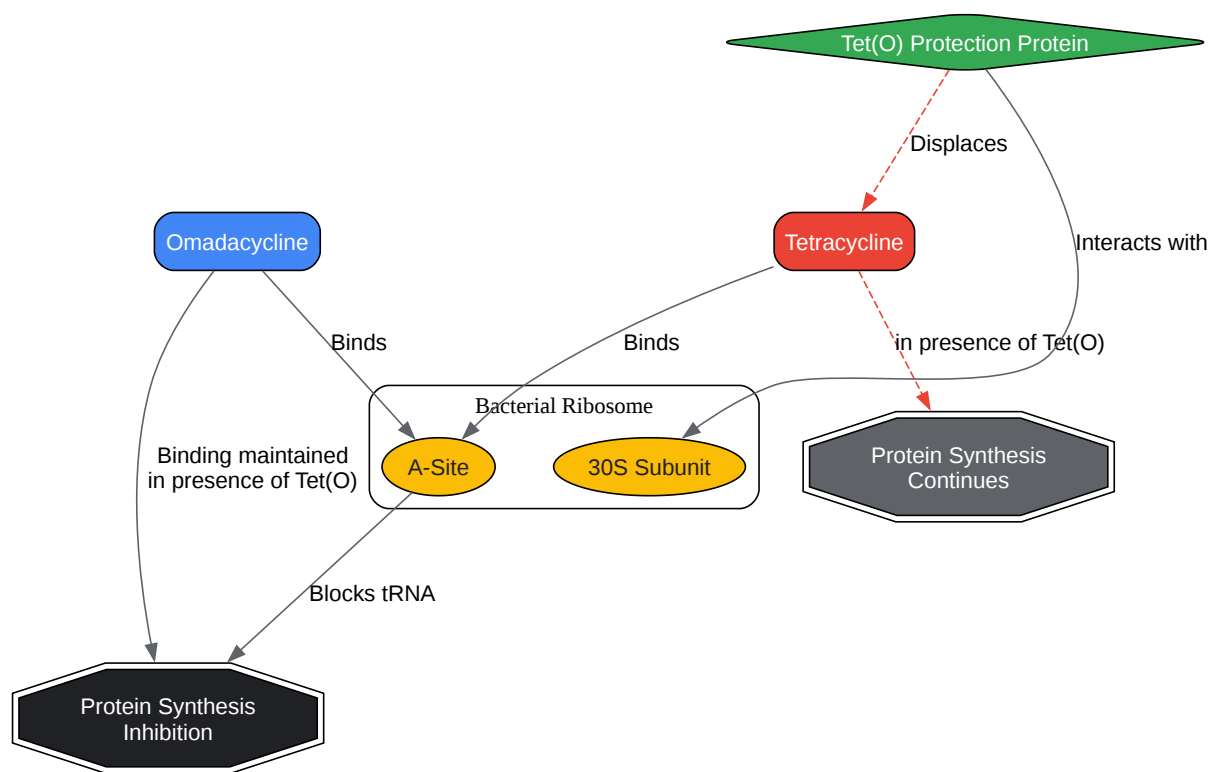 Tet(O) Protection Protein
Displaces
Omadacycline
Tetracycline
Interacts with
Binds
Binds
in presence of Tet(O)
Bacterial Ribosome
A-Site
30S Subunit
Protein Synthesis
Continues
Binding maintained
in presence of Tet(O)
Blocks tRNA
Protein Synthesis
Inhibition